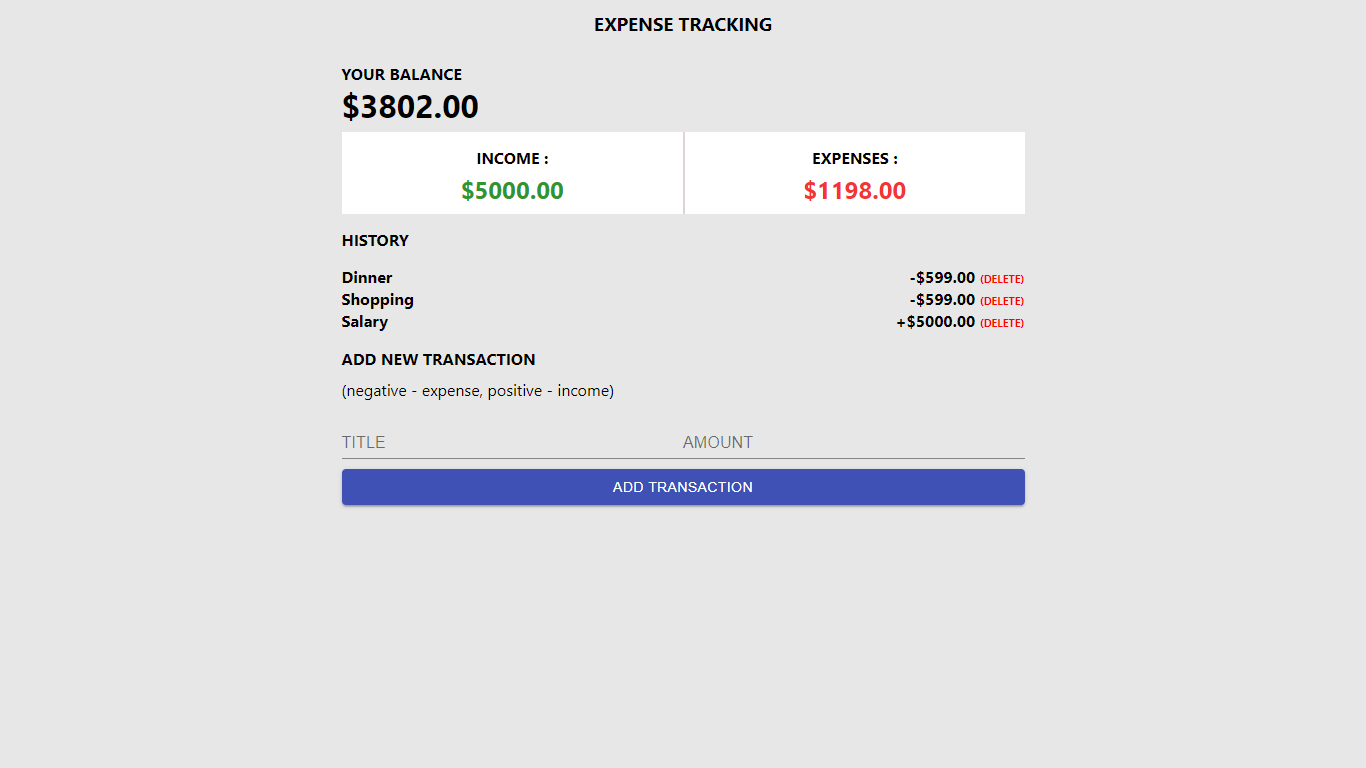 EXPENSE TRACKING
YOUR BALANCE
$3802.00
INCOME : EXPENSES :
$5000.00 $1198.00
HISTORY
Dinner -$599.00 (DELETE)
Shopping -$599.00 (DELETE)
Salary +$5000.00 (DELETE)
ADD NEW TRANSACTION
(negative - expense, positive - income)
TITLE AMOUNT
ADD TRANSACTION